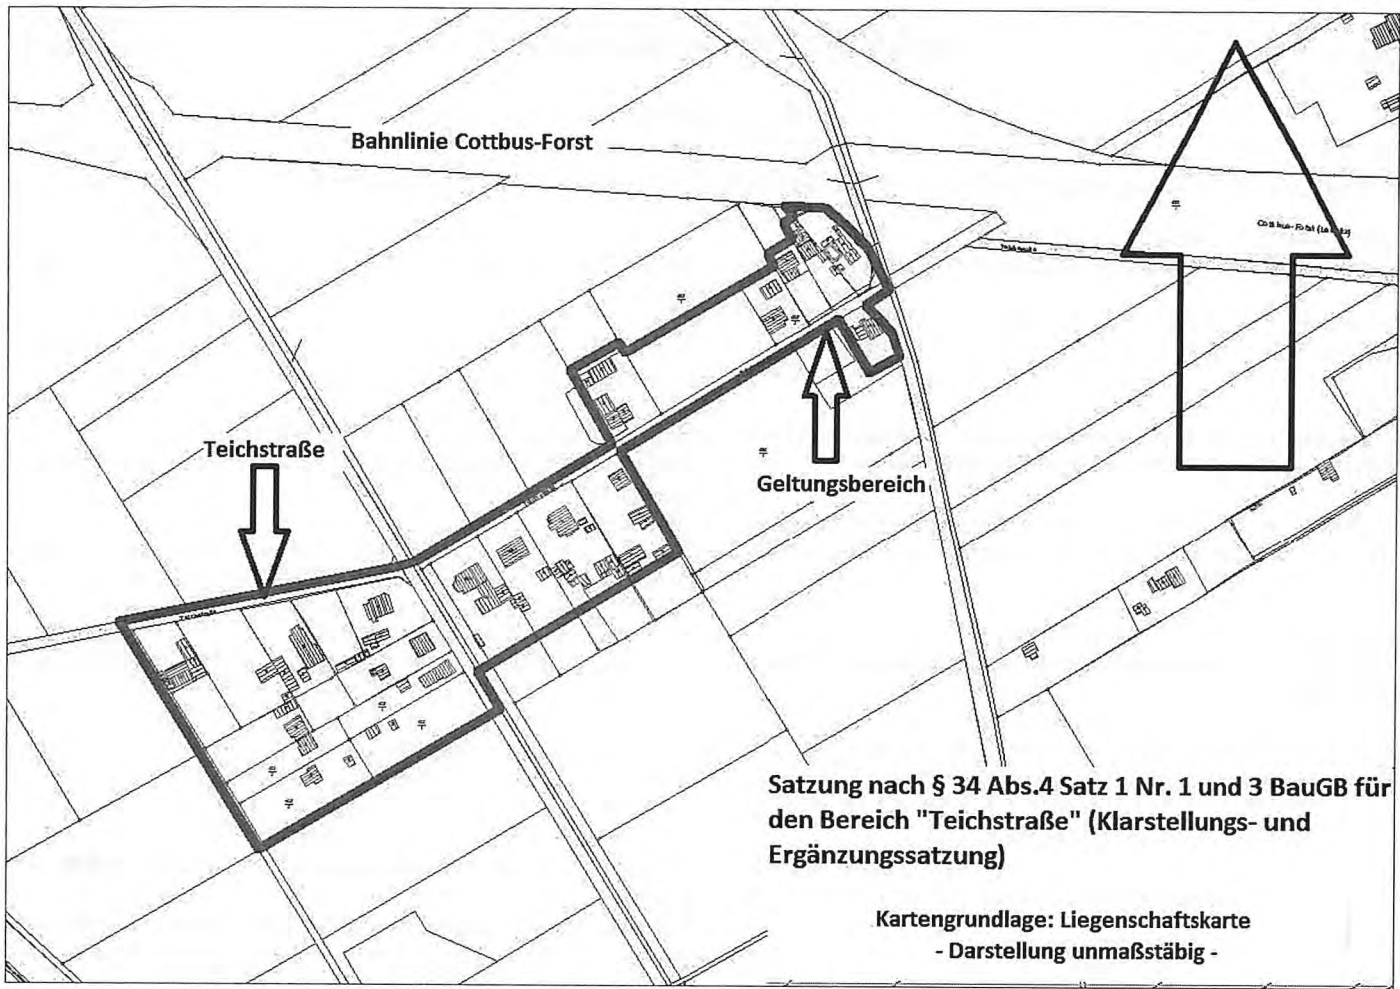 Bahnlinie Cottbus-Forst
Teichstraße
Geltungsbereich
Satzung nach § 34 Abs.4 Satz 1 Nr. 1 und 3 BauGB für
den Bereich "Teichstraße" (Klarstellungs- und
Ergänzungssatzung)
Kartengrundlage: Liegenschaftskarte
- Darstellung unmaßstäbig -